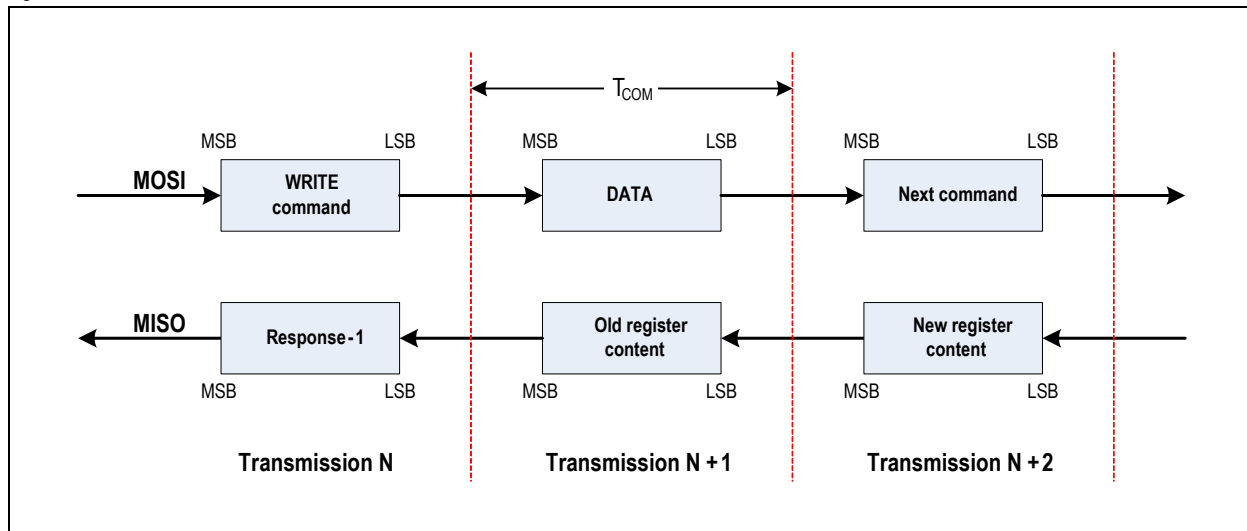 T_COM
MSB LSB MSB LSB MSB LSB
MOSI
WRITE
command
DATA
Next command
MISO
Response-1
Old register
content
New register
content
MSB LSB MSB LSB MSB LSB
Transmission N
Transmission N+1
Transmission N+2